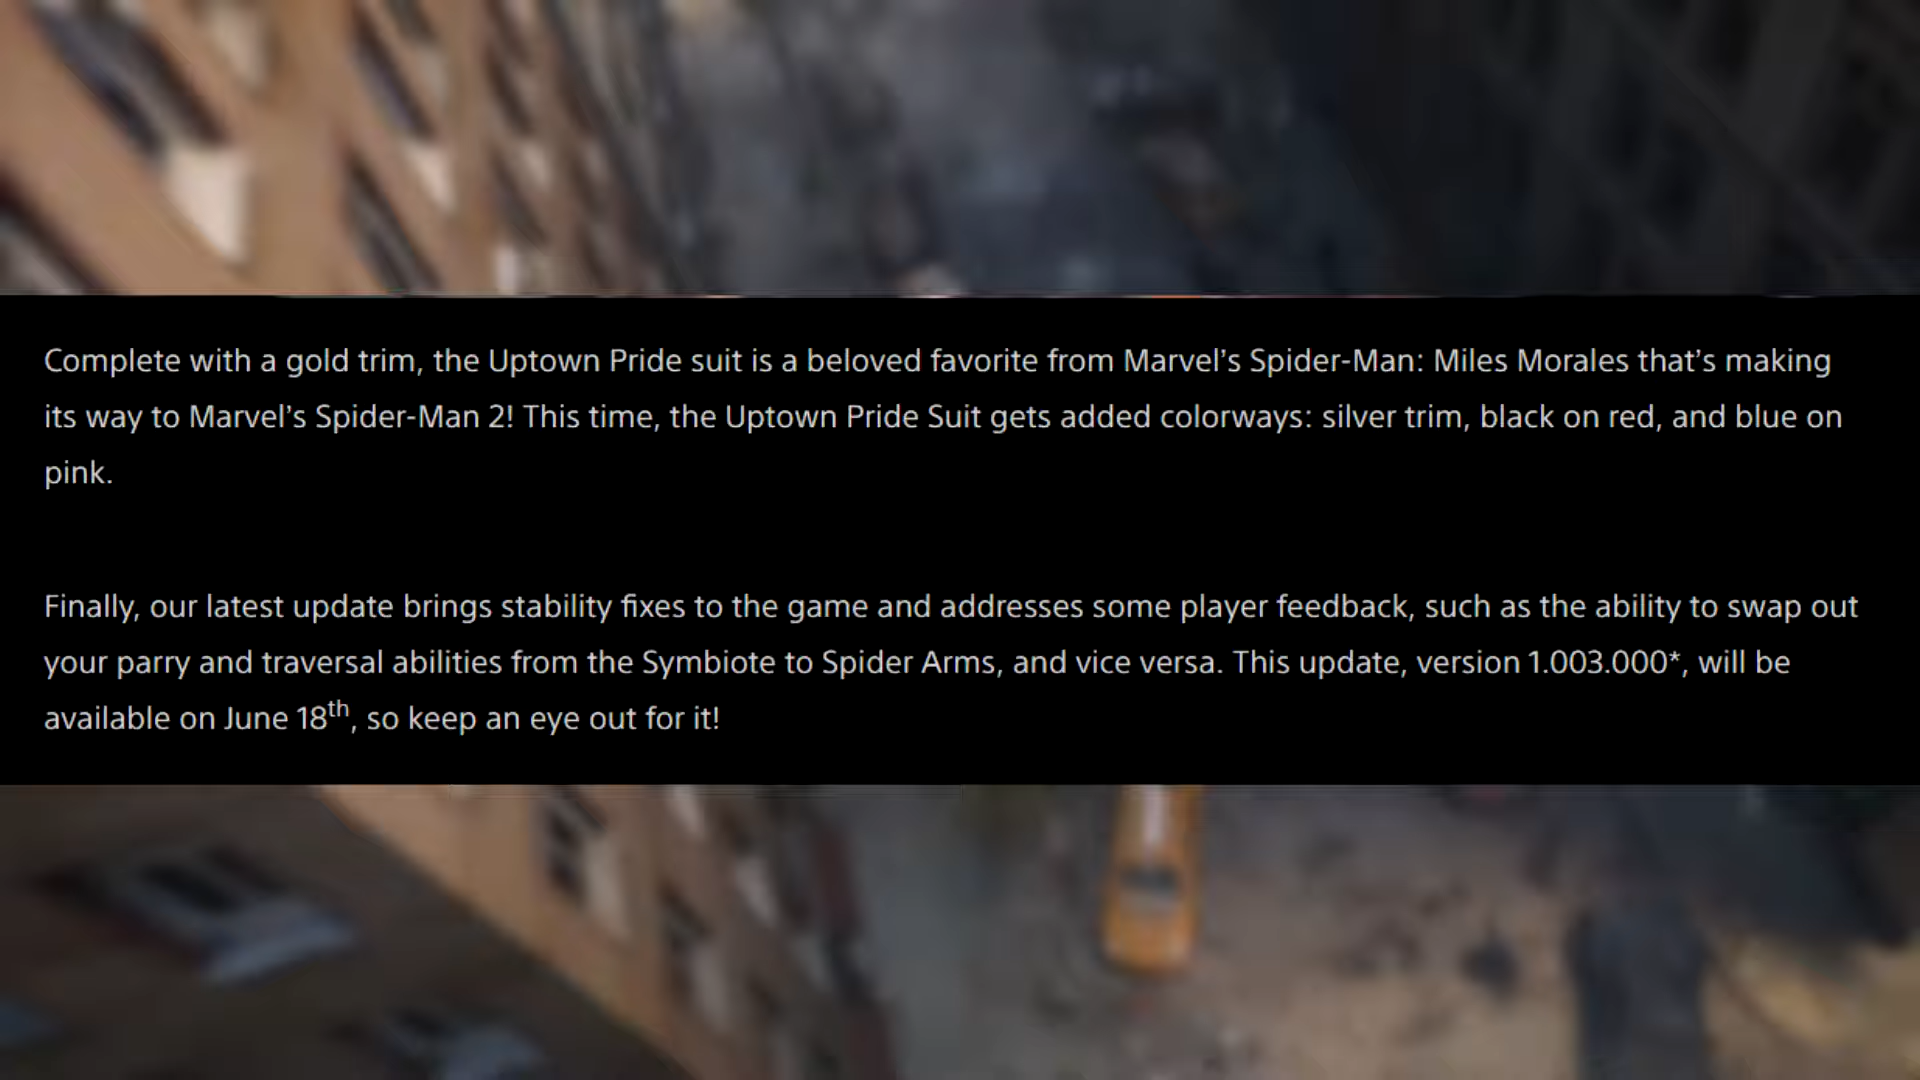 Complete with a gold trim, the Uptown Pride suit is a beloved favorite from Marvel’s Spider-Man: Miles Morales that’s making
its way to Marvel’s Spider-Man 2! This time, the Uptown Pride Suit gets added colorways: silver trim, black on red, and blue on
pink.
Finally, our latest update brings stability fixes to the game and addresses some player feedback, such as the ability to swap out
your parry and traversal abilities from the Symbiote to Spider Arms, and vice versa. This update, version 1.003.000*, will be
available on June 18th, so keep an eye out for it!